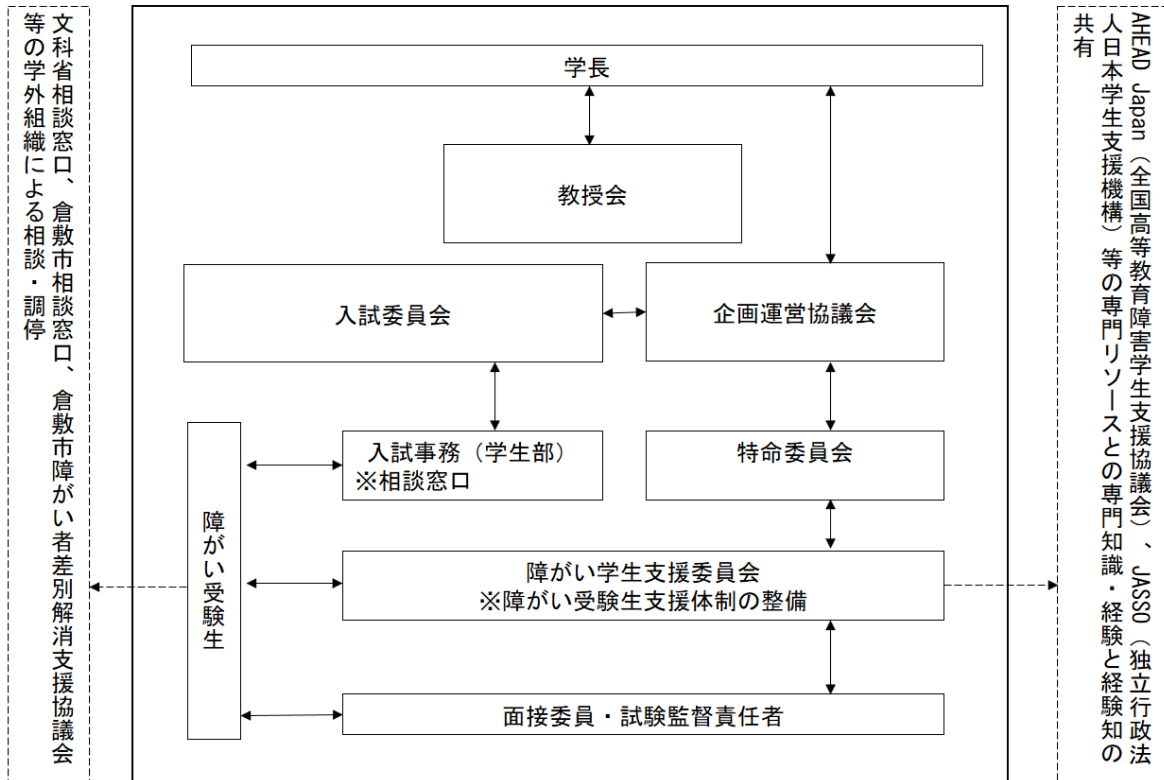 文科省相談窓口、倉敷市相談窓口、倉敷市障がい者差別解消支援協議会
等の学外組織による相談・調停
学長
教授会
入試委員会
企画運営協議会
入試事務（学生部）
※相談窓口
特命委員会
障がい受験生
障がい学生支援委員会
※障がい受験生支援体制の整備
面接委員・試験監督責任者
AHEAD Japan（全国高等教育障害学生支援協議会）、JASSO（独立行政法
人日本学生支援機構）等の専門リソースとの専門知識・経験と経験知の
共有